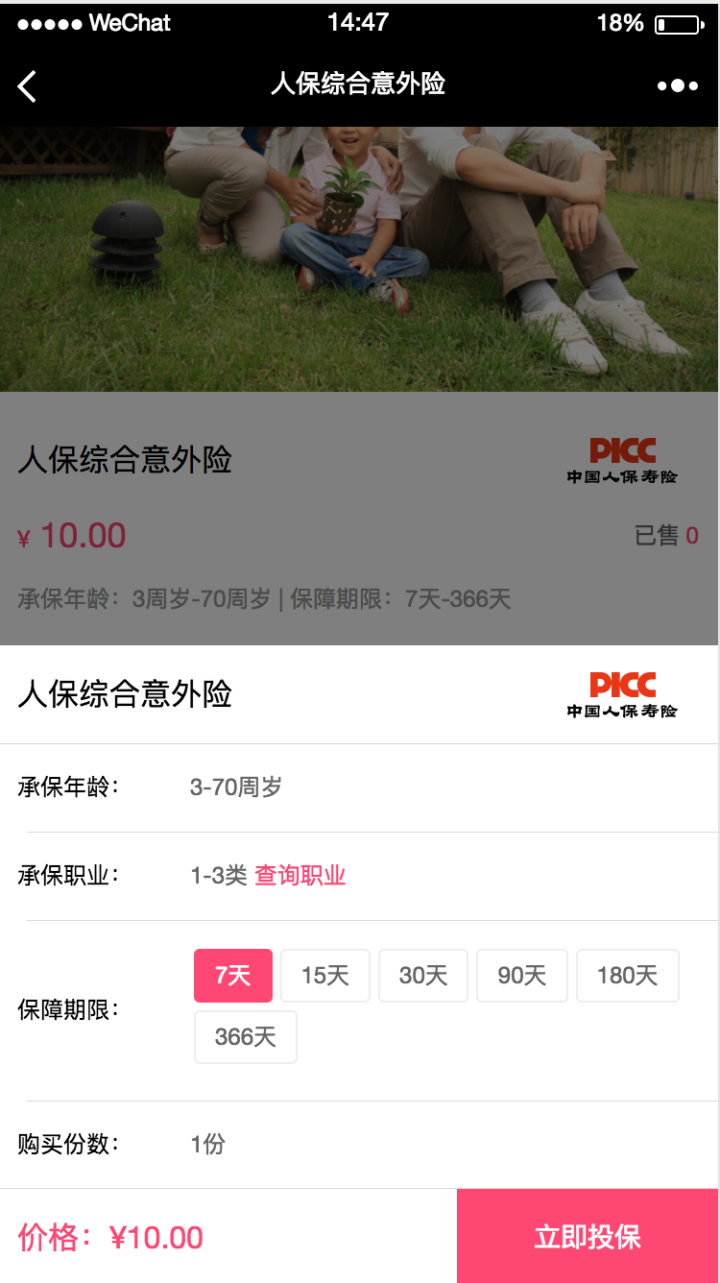 WeChat 14:47 18%
人保综合意外险
人保综合意外险
PICC
中国人保寿险
¥ 10.00 已售 0
承保年龄：3周岁-70周岁 | 保障期限：7天-366天
人保综合意外险
PICC
中国人保寿险
承保年龄： 3-70周岁
承保职业： 1-3类 查询职业
保障期限： 7天 15天 30天 90天 180天
366天
购买份数： 1份
价格：¥10.00 立即投保